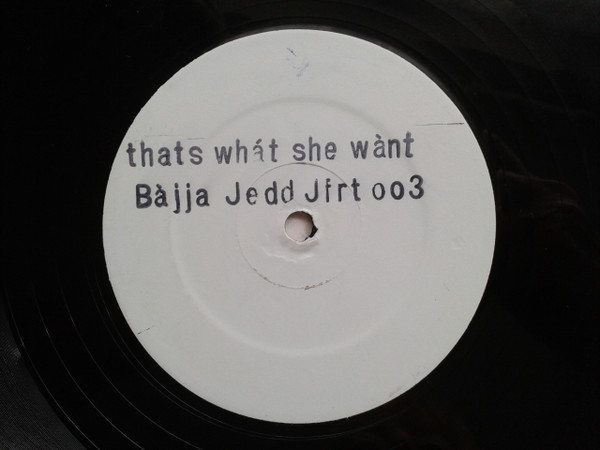 thats whát she wànt
Bàjja Jedd Jfrt oo3